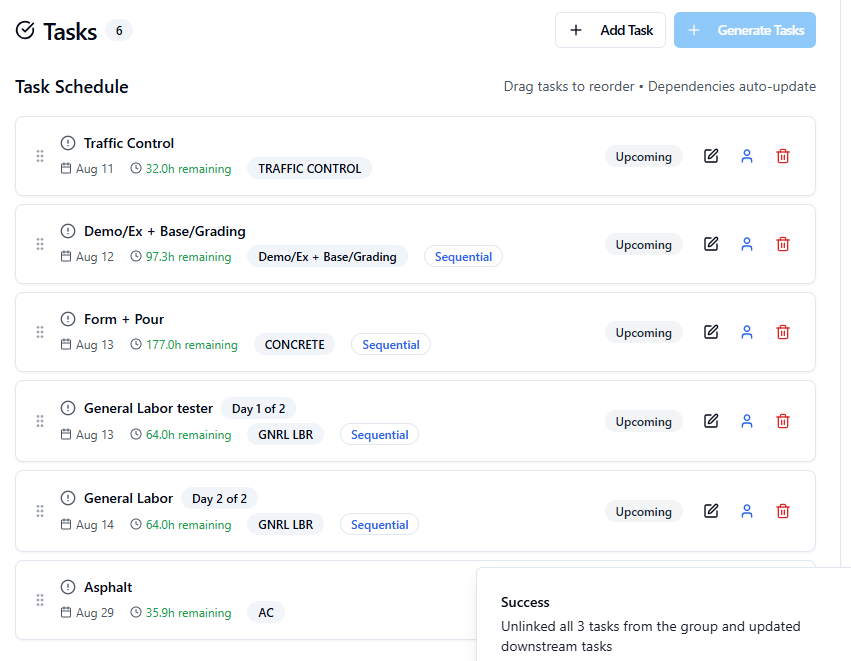 Tasks 6
+ Add Task
+ Generate Tasks
Task Schedule
Drag tasks to reorder • Dependencies auto-update
Traffic Control
Aug 11 32.0h remaining TRAFFIC CONTROL
Upcoming
Demo/Ex + Base/Grading
Aug 12 97.3h remaining Demo/Ex + Base/Grading Sequential
Upcoming
Form + Pour
Aug 13 177.0h remaining CONCRETE Sequential
Upcoming
General Labor tester Day 1 of 2
Aug 13 64.0h remaining GNRL LBR Sequential
Upcoming
General Labor Day 2 of 2
Aug 14 64.0h remaining GNRL LBR Sequential
Upcoming
Asphalt
Aug 29 35.9h remaining AC
Success
Unlinked all 3 tasks from the group and updated
downstream tasks